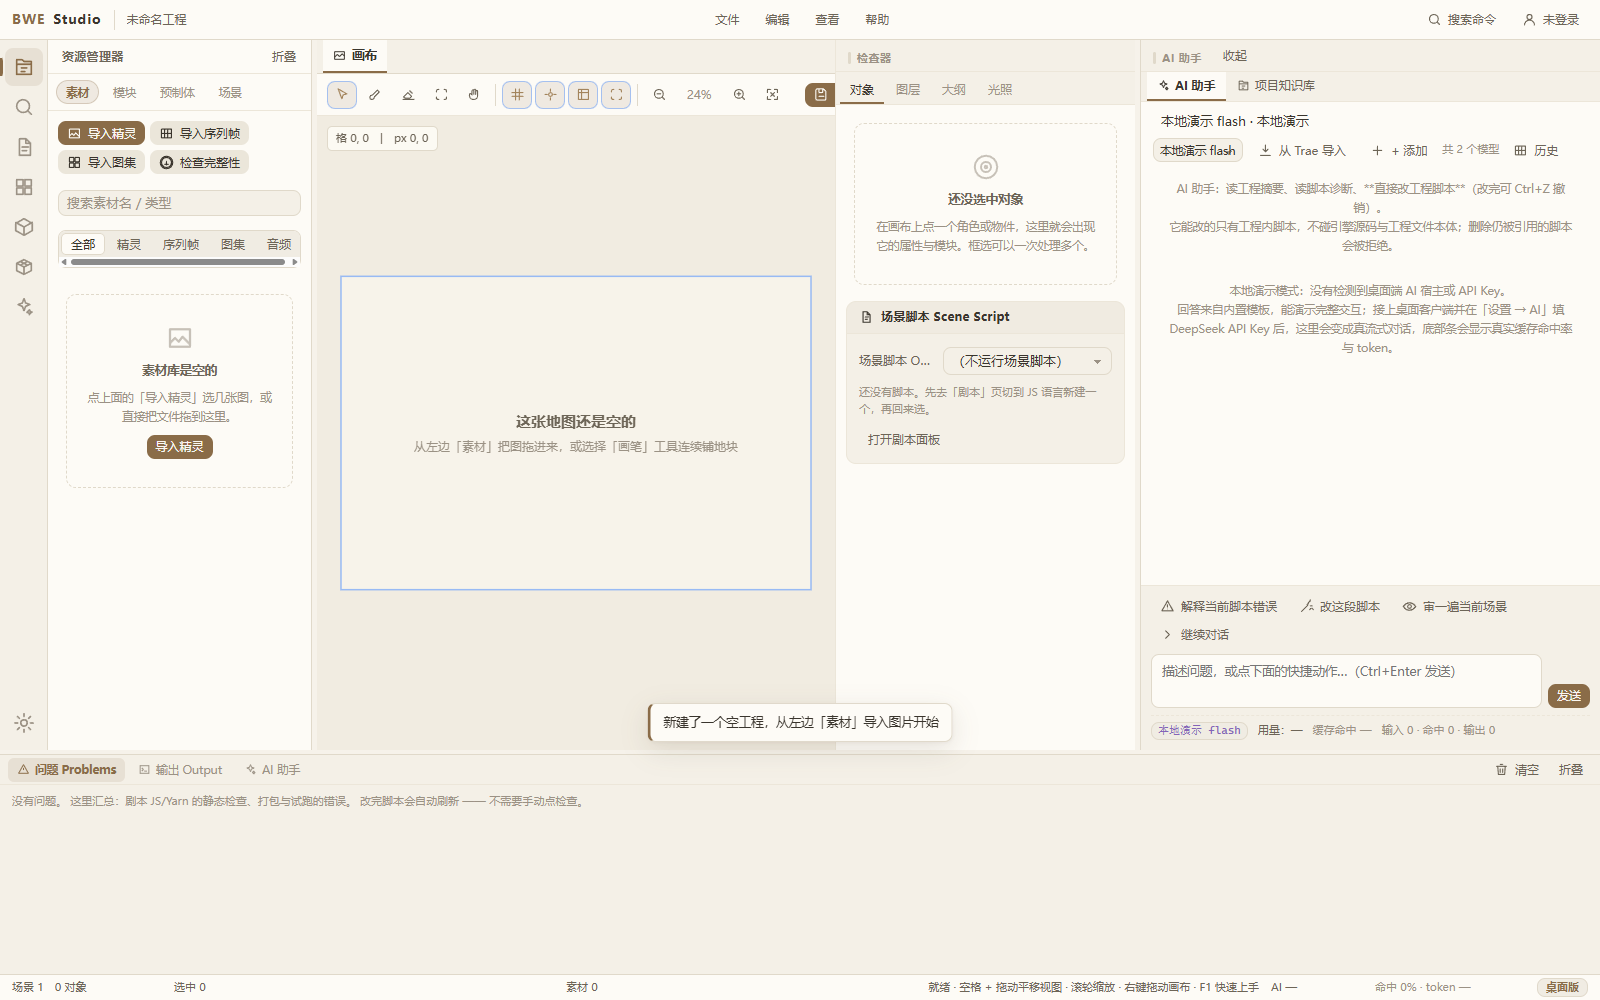 BWE Studio 未命名工程 文件 编辑 查看 帮助 搜索命令 未登录
资源管理器 折叠
素材 模块 预制体 场景
导入精灵 导入序列帧
导入图集 检查完整性
搜索素材名 / 类型
全部 精灵 序列帧 图集 音频
素材库是空的
点上面的「导入精灵」选几张图，或
直接把文件拖到这里。
导入精灵
画布
24%
格 0, 0 | px 0, 0
这张地图还是空的
从左边「素材」把图拖进来，或选择「画笔」工具连续铺地块
检查器
对象 图层 大纲 光照
还没选中对象
在画布上点一个角色或物件，这里就会出现
它的属性与模块。框选可以一次处理多个。
场景脚本 Scene Script
场景脚本 O... （不运行场景脚本）
还没有脚本。先去「剧本」页切到 JS 语言新建一
个，再回来选。
打开剧本面板
AI 助手 收起
AI 助手 项目知识库
本地演示 flash · 本地演示
本地演示 flash 从 Trae 导入 + 添加 共 2 个模型 历史
AI 助手：读工程摘要、读脚本诊断、**直接改工程脚本**（改完可 Ctrl+Z 撤
销）。
它能改的只有工程内脚本，不碰引擎源码与工程文件本体；删除仍被引用的脚本
会被拒绝。
本地演示模式：没有检测到桌面端 AI 宿主或 API Key。
回答来自内置模板，能演示完整交互；接上桌面客户端并在「设置 → AI」填
DeepSeek API Key 后，这里会变成真流式对话，底部条会显示真实缓存命中率
与 token。
解释当前脚本错误 改这段脚本 审一遍当前场景
继续对话
描述问题，或点下面的快捷动作…（Ctrl+Enter 发送）
发送
本地演示 flash 用量：— 缓存命中 — 输入 0 · 命中 0 · 输出 0
新建了一个空工程，从左边「素材」导入图片开始
问题 Problems 输出 Output AI 助手 清空 折叠
没有问题。 这里汇总：剧本 JS/Yarn 的静态检查、打包与试跑的错误。 改完脚本会自动刷新 —— 不需要手动点检查。
场景 1 0 对象 选中 0 素材 0 就绪 · 空格 + 拖动平移视图 · 滚轮缩放 · 右键拖动画布 · F1 快速上手 AI — 命中 0% · token — 桌面版